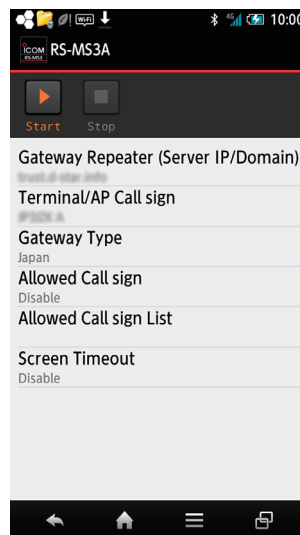 4G 10:00
iCOM RS-MS3A
RS-MS3A
Start Stop
Gateway Repeater (Server IP/Domain)
Terminal/AP Call sign
Gateway Type
Japan
Allowed Call sign
Disable
Allowed Call sign List
Screen Timeout
Disable